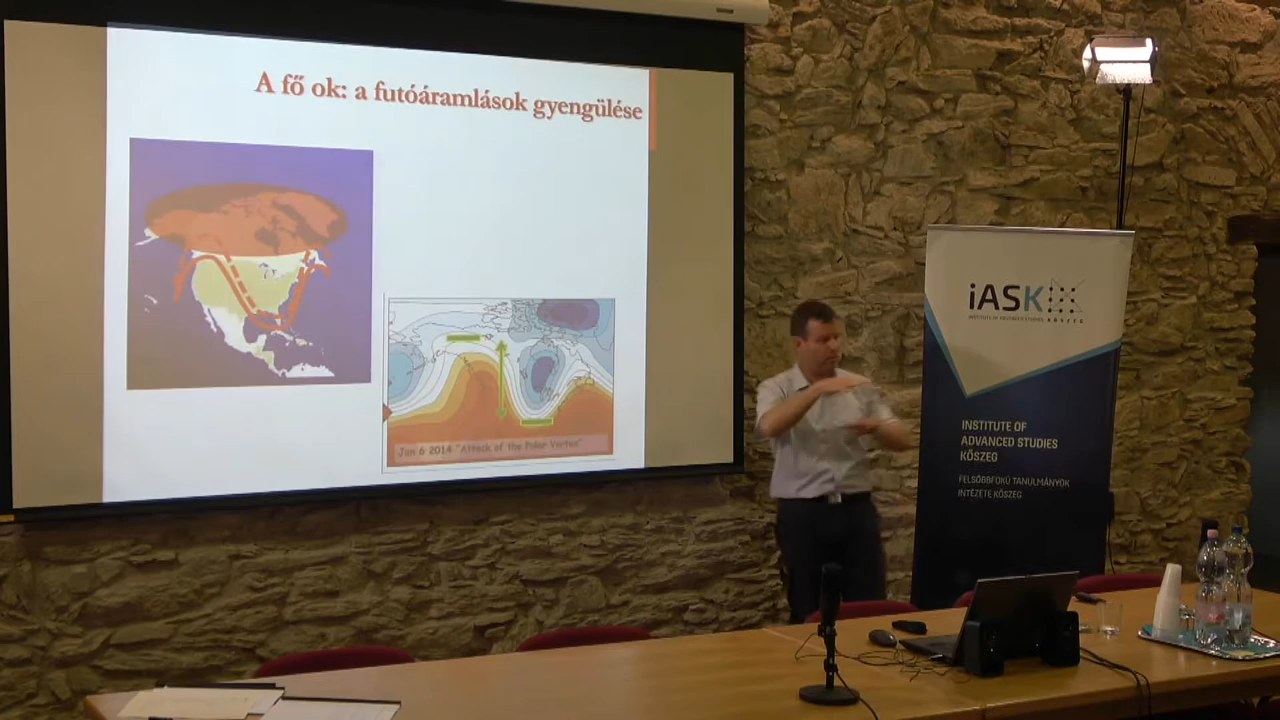 A fő ok: a futóáramlások gyengülése
Jan 6 2014 "Attack of the Polar Vortex"
iASK
INSTITUTE OF ADVANCED STUDIES KŐSZEG
INSTITUTE OF
ADVANCED STUDIES
KŐSZEG
FELSŐBBFOKÚ TANULMÁNYOK
INTÉZETE KŐSZEG